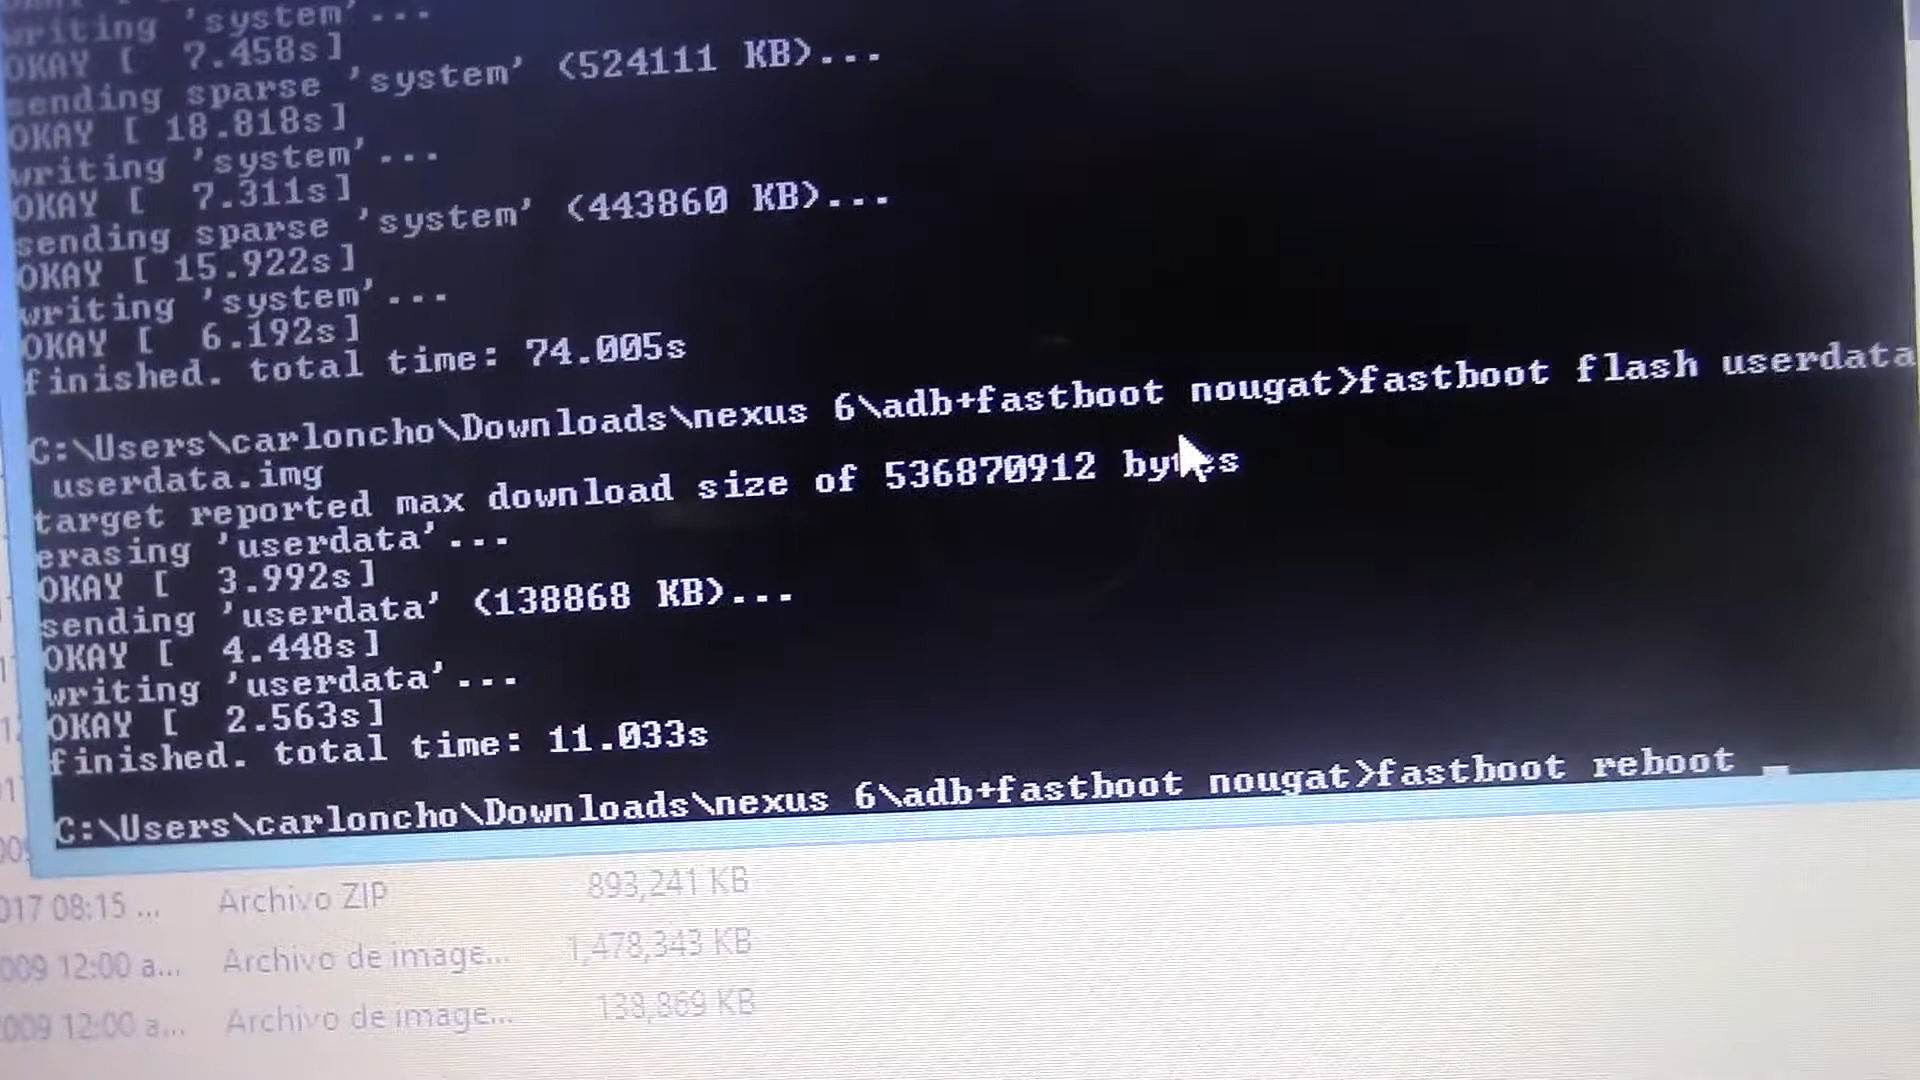 writing 'system'...
OKAY [  7.458s]
sending sparse 'system' (524111 KB)...
OKAY [ 18.818s]
writing 'system'...
OKAY [  7.311s]
sending sparse 'system' (443860 KB)...
OKAY [ 15.922s]
writing 'system'...
OKAY [  6.192s]
finished. total time: 74.005s
C:\Users\carloncho\Downloads\nexus 6\adb+fastboot nougat>fastboot flash userdata
userdata.img
target reported max download size of 536870912 bytes
erasing 'userdata'...
OKAY [  3.992s]
sending 'userdata' (138868 KB)...
OKAY [  4.448s]
writing 'userdata'...
OKAY [  2.563s]
finished. total time: 11.033s
C:\Users\carloncho\Downloads\nexus 6\adb+fastboot nougat>fastboot reboot _
017 08:15 ... Archivo ZIP 893,241 KB
009 12:00 a... Archivo de image... 1,478,343 KB
2009 12:00 a... Archivo de image... 138,869 KB